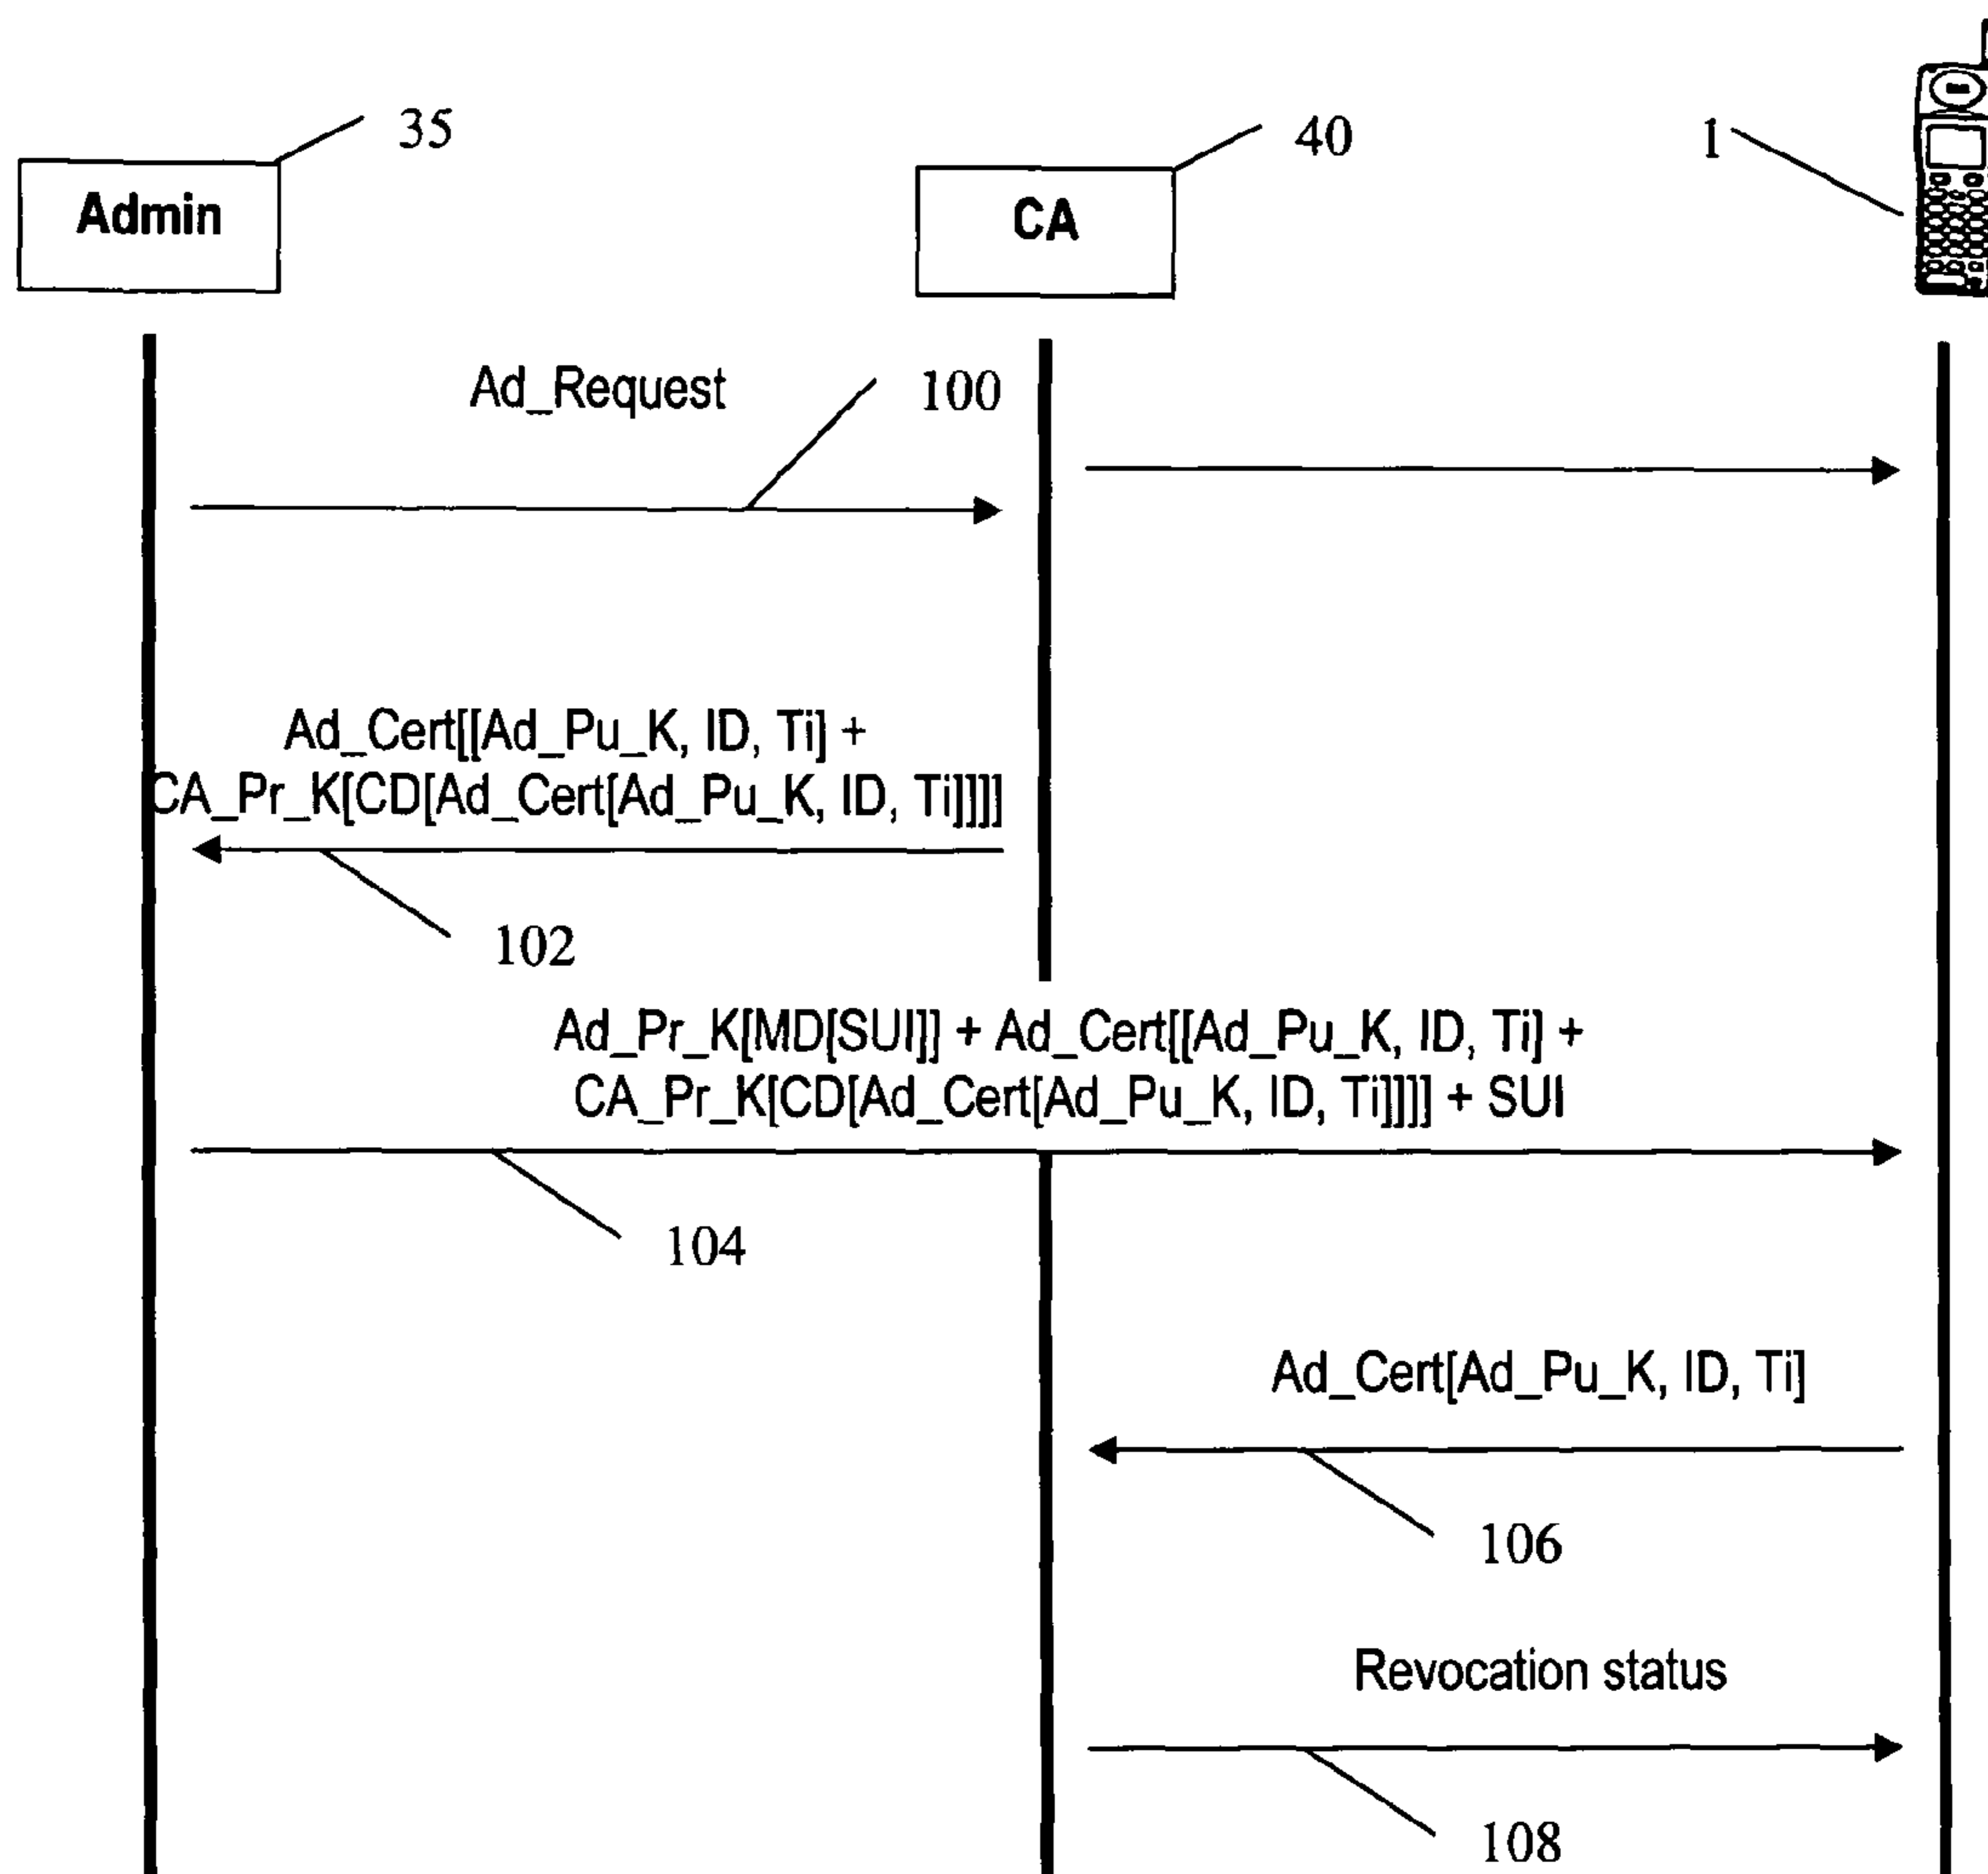 35
40
1
Admin
CA
Ad_Request
100
Ad_Cert[[Ad_Pu_K, ID, Ti] +
CA_Pr_K[CD[Ad_Cert[Ad_Pu_K, ID, Ti]]]]
102
Ad_Pr_K[MD[SUI]] + Ad_Cert[[Ad_Pu_K, ID, Ti] +
CA_Pr_K[CD[Ad_Cert[Ad_Pu_K, ID, Ti]]]] + SUI
104
Ad_Cert[Ad_Pu_K, ID, Ti]
106
Revocation status
108